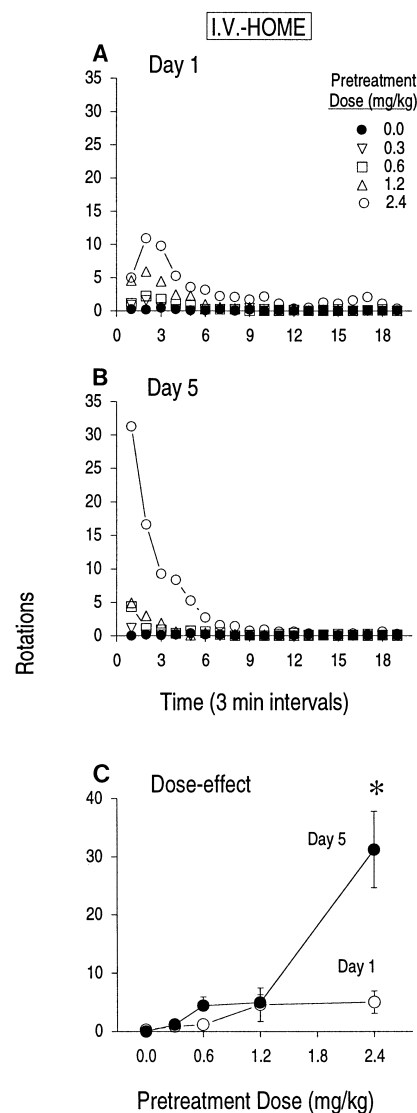 I.V.-HOME
A
Day 1
Pretreatment
Dose (mg/kg)
0.0
0.3
0.6
1.2
2.4
35
30
25
20
15
10
5
0
0 3 6 9 12 15 18
B
Day 5
35
30
25
20
15
10
5
0
0 3 6 9 12 15 18
Rotations
Time (3 min intervals)
C
Dose-effect
*
40
30
20
10
0
Day 5
Day 1
0.0 0.6 1.2 1.8 2.4
Pretreatment Dose (mg/kg)